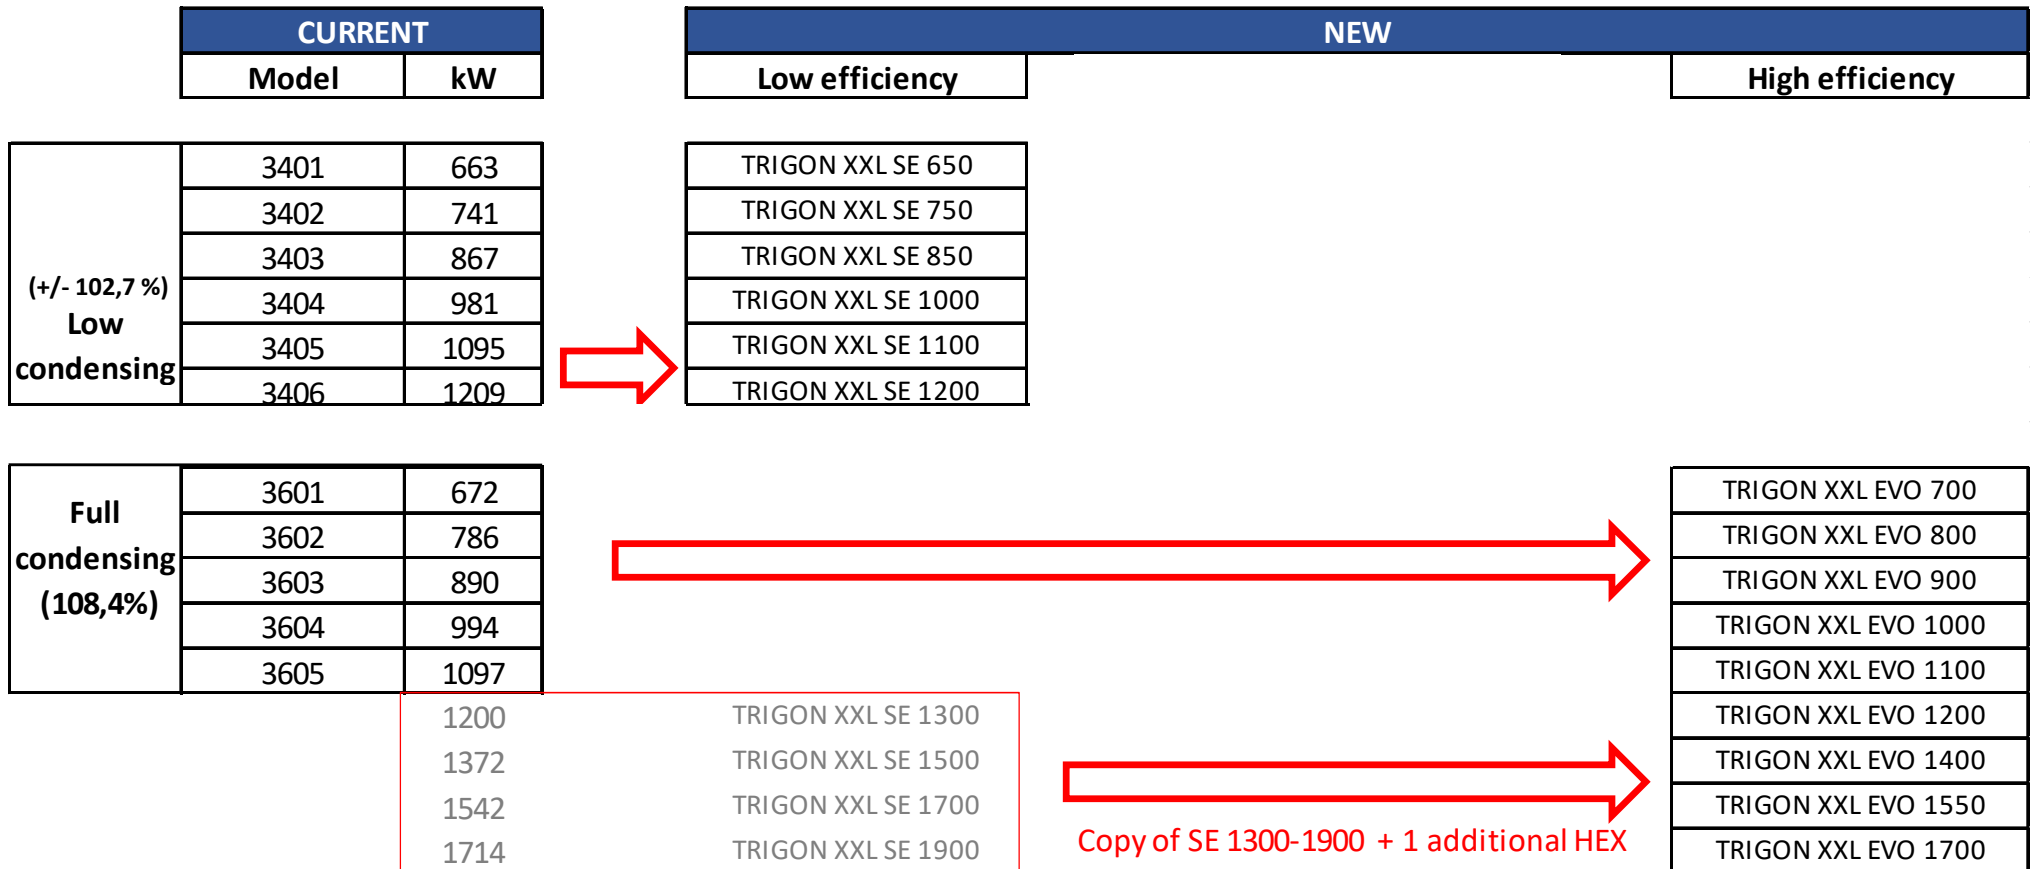 CURRENT NEW
Model kW Low efficiency High efficiency
3401 663 TRIGON XXL SE 650
3402 741 TRIGON XXL SE 750
3403 867 TRIGON XXL SE 850
(+/- 102,7 %)
Low
condensing
3404 981 TRIGON XXL SE 1000
3405 1095 TRIGON XXL SE 1100
3406 1209 TRIGON XXL SE 1200
Full
condensing
(108,4%)
3601 672 TRIGON XXL EVO 700
3602 786 TRIGON XXL EVO 800
3603 890 TRIGON XXL EVO 900
3604 994 TRIGON XXL EVO 1000
3605 1097 TRIGON XXL EVO 1100
1200 TRIGON XXL SE 1300 TRIGON XXL EVO 1200
1372 TRIGON XXL SE 1500 TRIGON XXL EVO 1400
1542 TRIGON XXL SE 1700 TRIGON XXL EVO 1550
Copy of SE 1300-1900 + 1 additional HEX
1714 TRIGON XXL SE 1900 TRIGON XXL EVO 1700